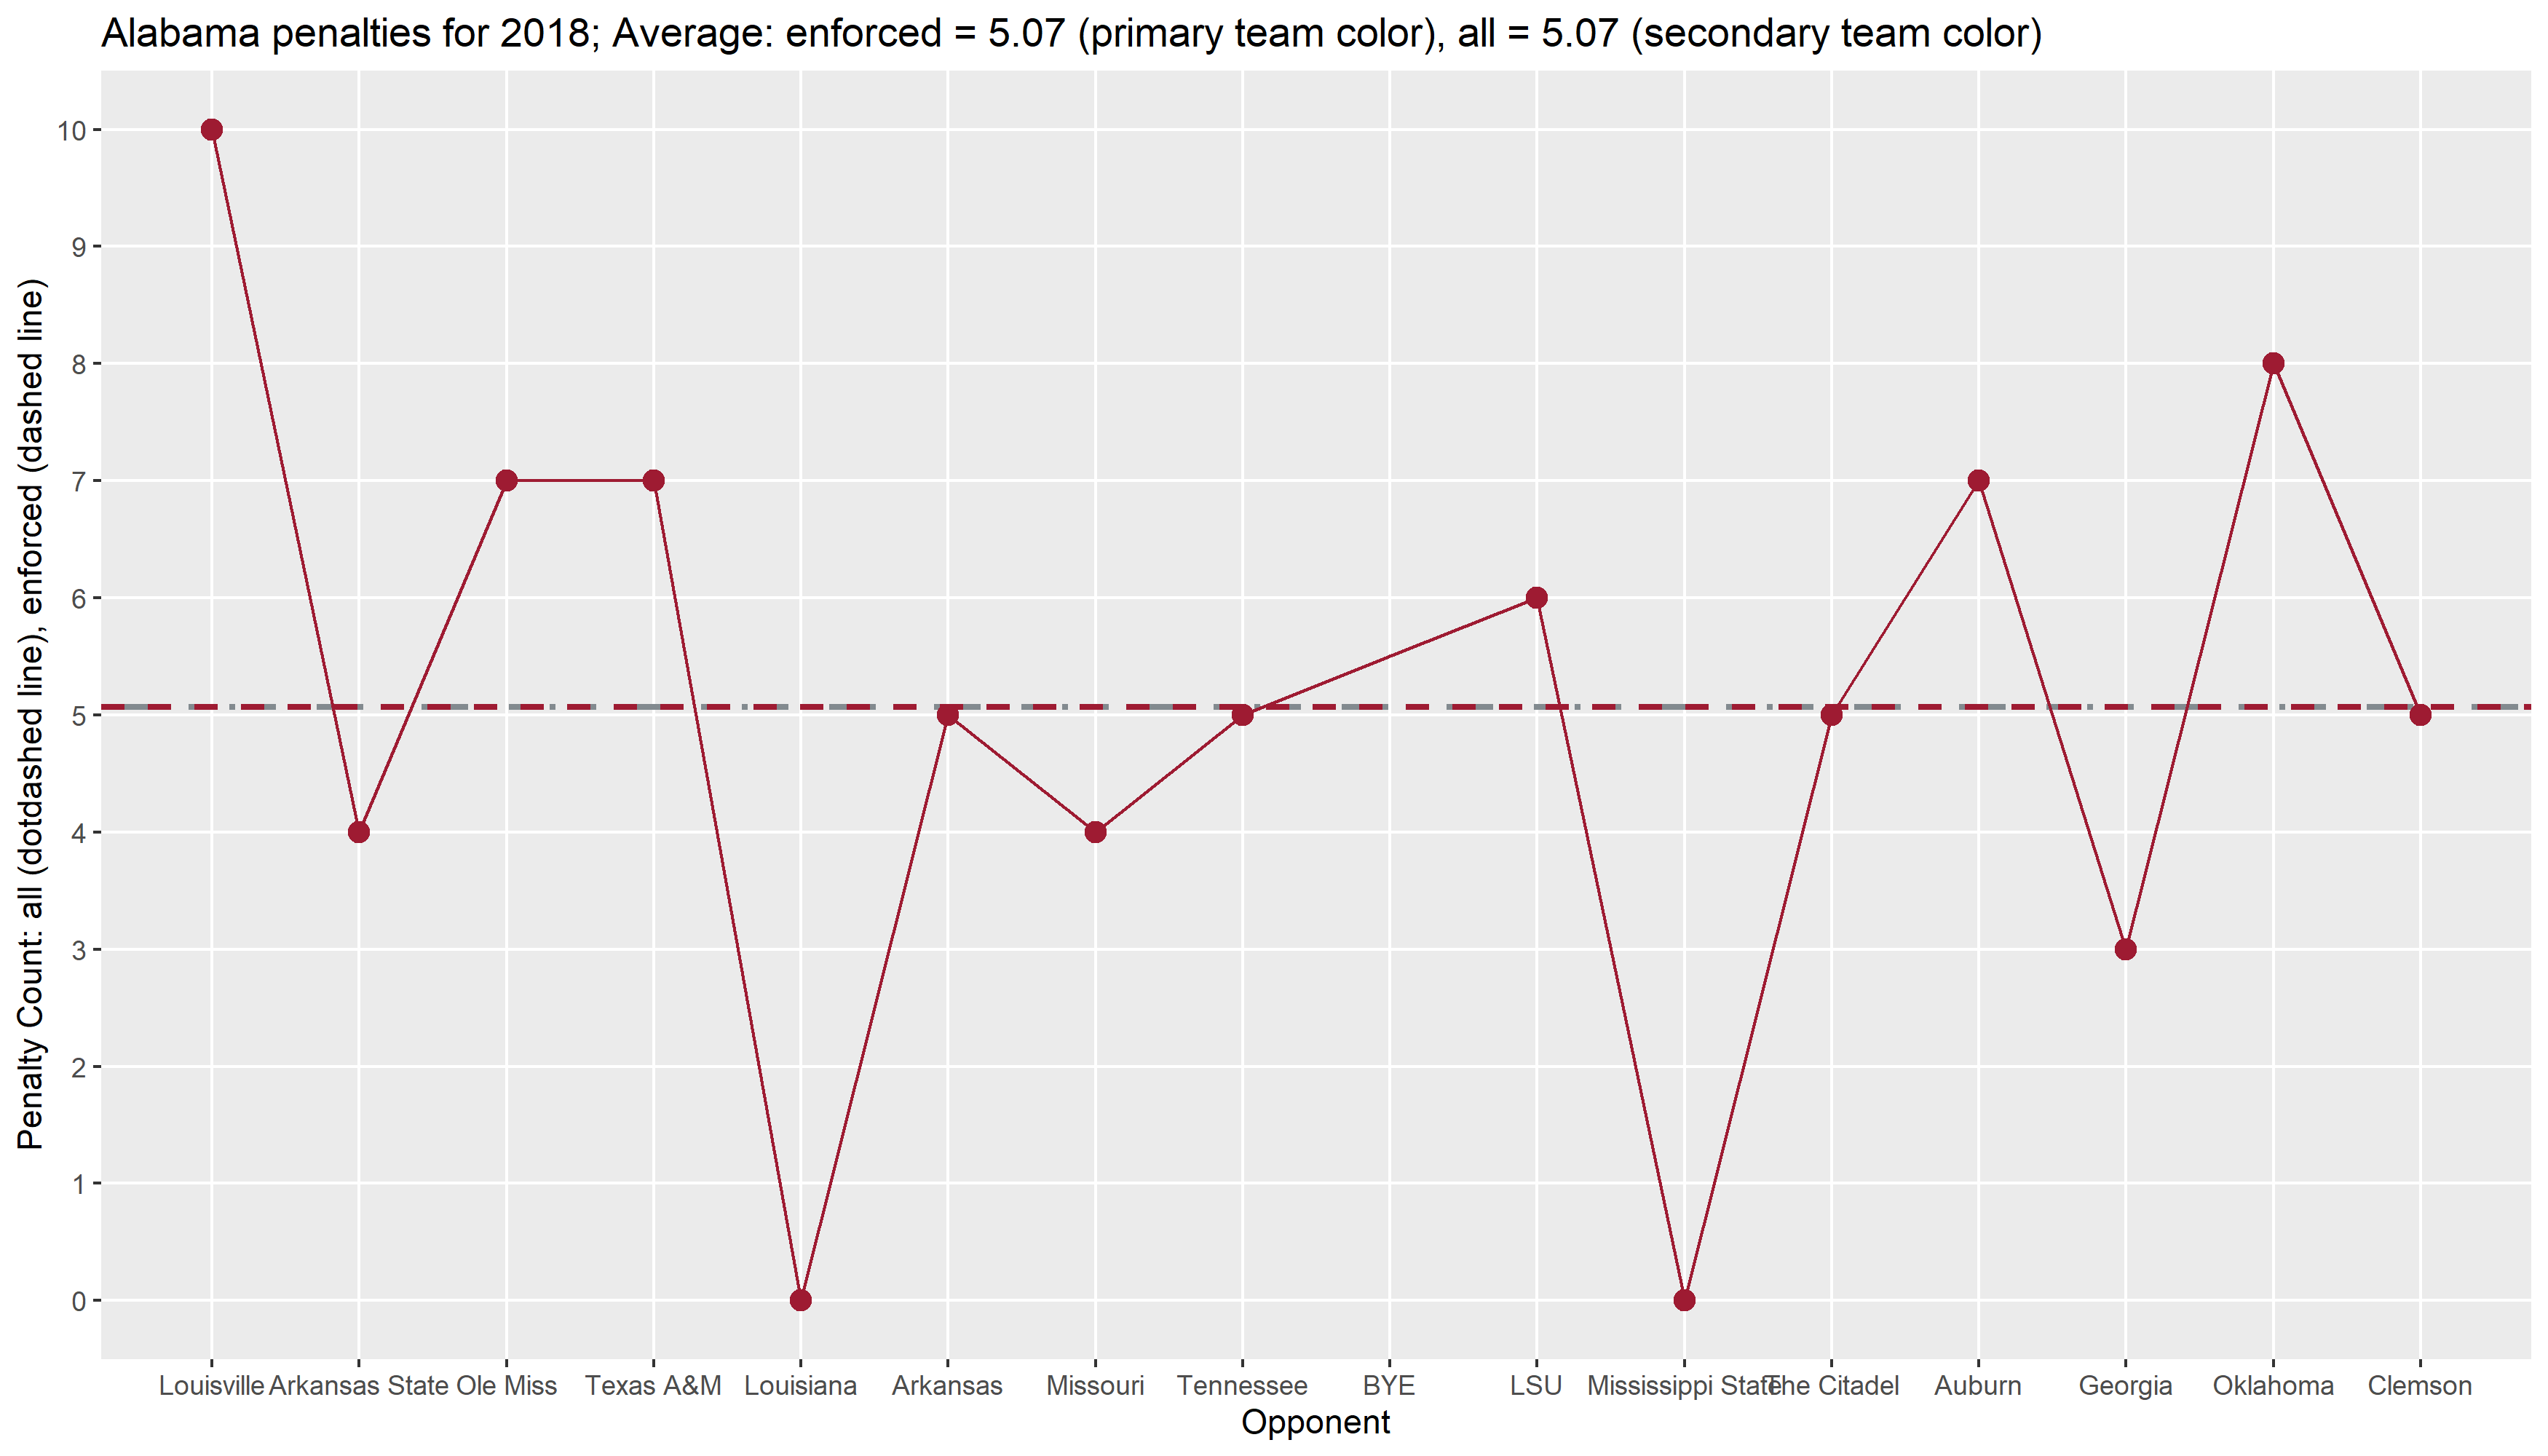 Alabama penalties for 2018; Average: enforced = 5.07 (primary team color), all = 5.07 (secondary team color)
Penalty Count: all (dotdashed line), enforced (dashed line)
10
9
8
7
6
5
4
3
2
1
0
Louisville Arkansas State Ole Miss Texas A&M Louisiana Arkansas Missouri Tennessee BYE LSU Mississippi State The Citadel Auburn Georgia Oklahoma Clemson
Opponent